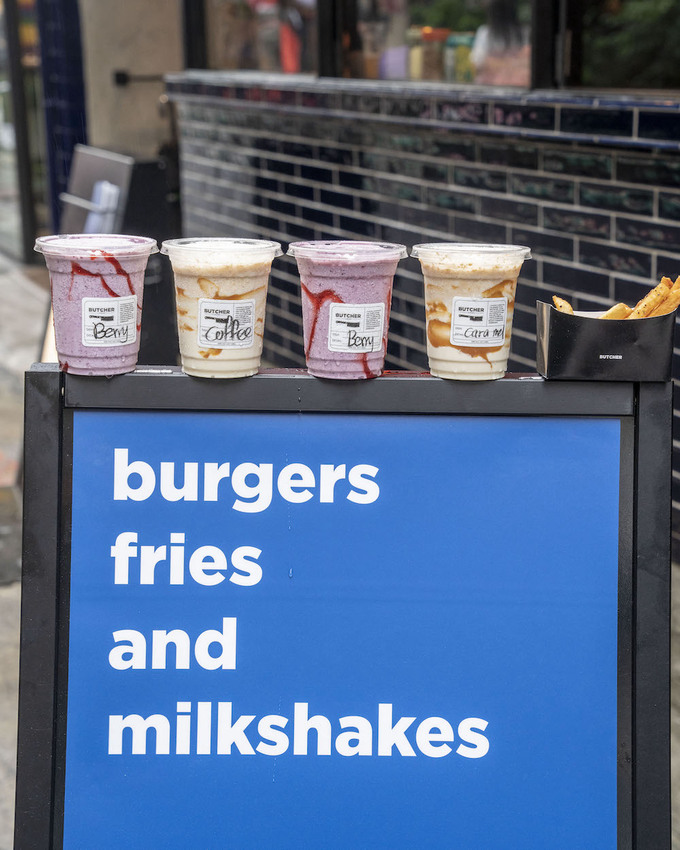 BUTCHER
Berry
BUTCHER
Coffee
BUTCHER
Berry
BUTCHER
Caramel
BUTCHER
burgers
fries
and
milkshakes